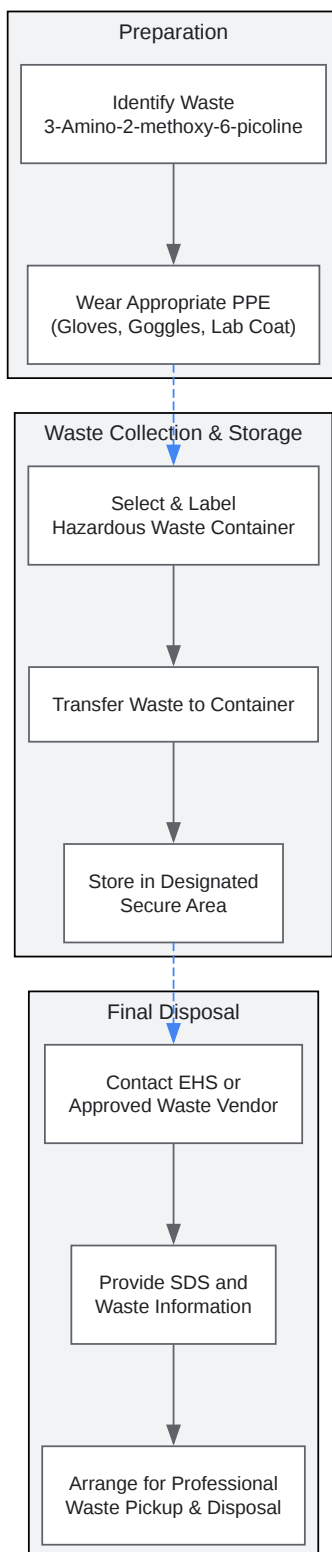 Preparation
Identify Waste
3-Amino-2-methoxy-6-picoline
Wear Appropriate PPE
(Gloves, Goggles, Lab Coat)
Waste Collection & Storage
Select & Label
Hazardous Waste Container
Transfer Waste to Container
Store in Designated
Secure Area
Final Disposal
Contact EHS or
Approved Waste Vendor
Provide SDS and
Waste Information
Arrange for Professional
Waste Pickup & Disposal